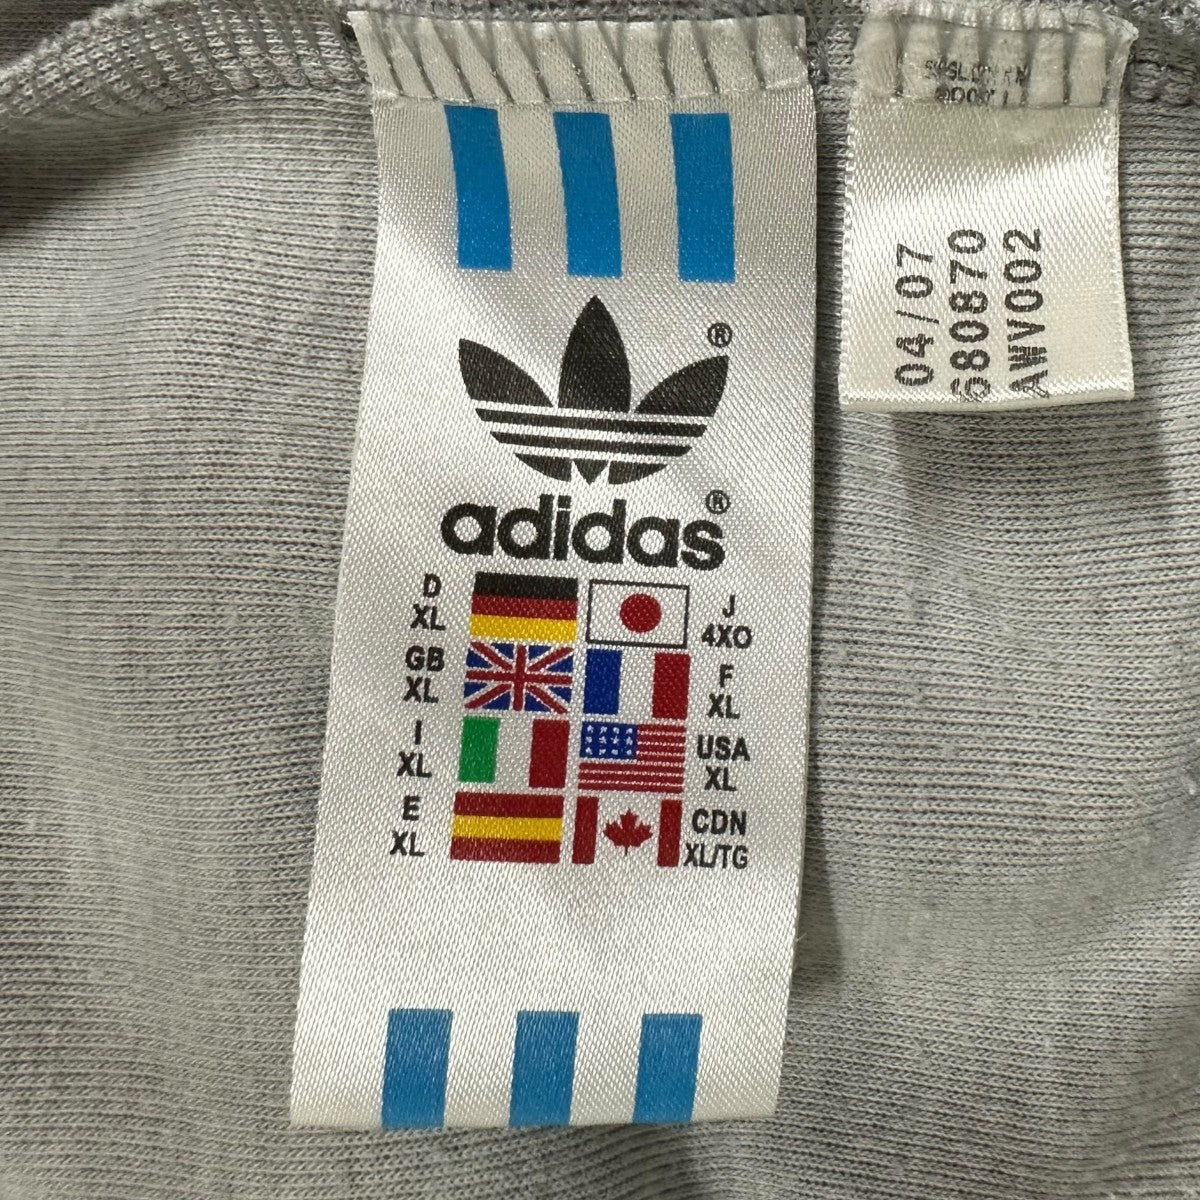 ®
adidas®
D
XL
J
4XO
GB
XL
F
XL
I
XL
USA
XL
E
XL
CDN
XL/TG
04/07
680870
AWV002